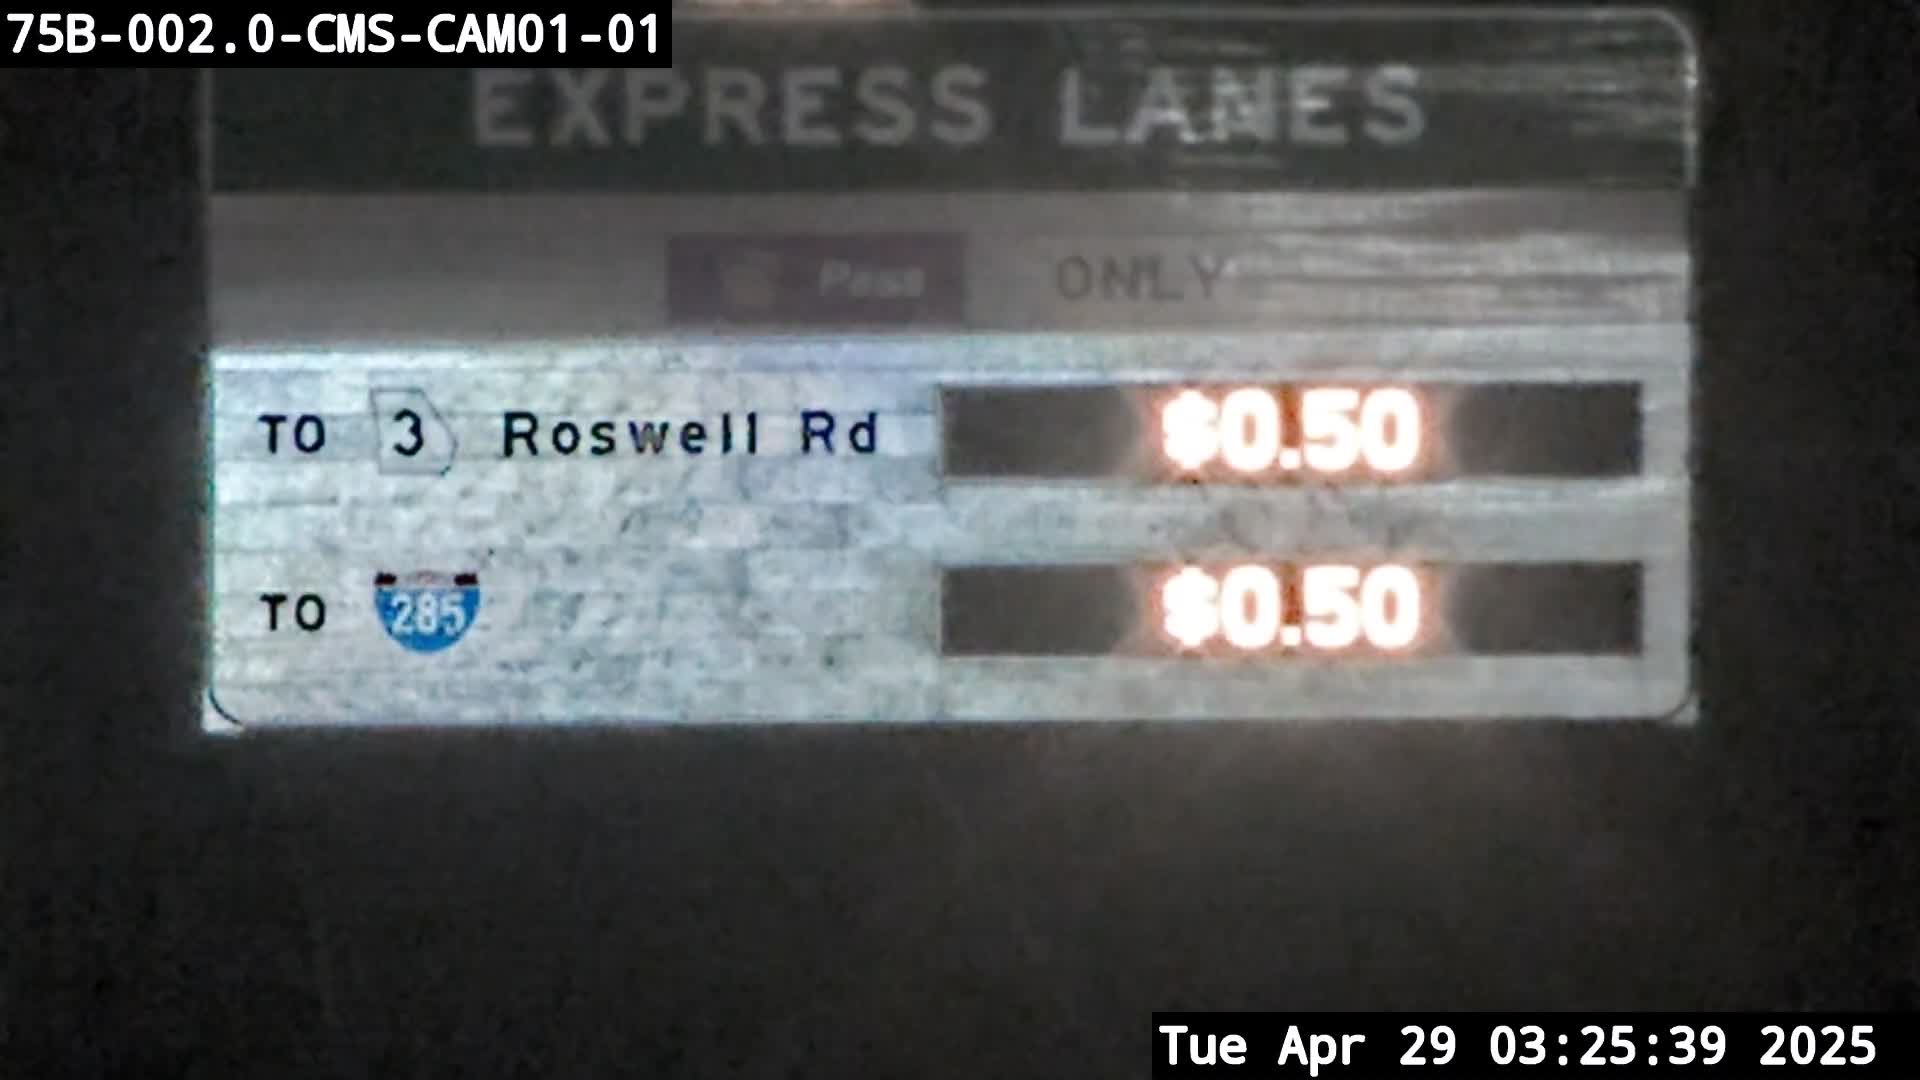 75B-002.0-CMS-CAM01-01
EXPRESS LANES
Pass ONLY
TO 3 Roswell Rd $0.50
TO 285 $0.50
Tue Apr 29 03:25:39 2025